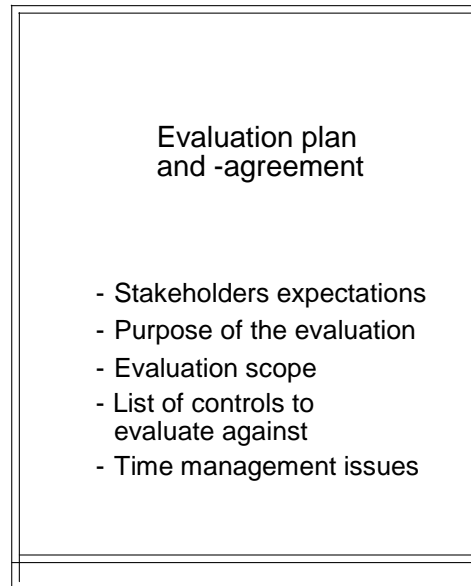 Evaluation plan
and -agreement
- Stakeholders expectations
- Purpose of the evaluation
- Evaluation scope
- List of controls to
evaluate against
- Time management issues